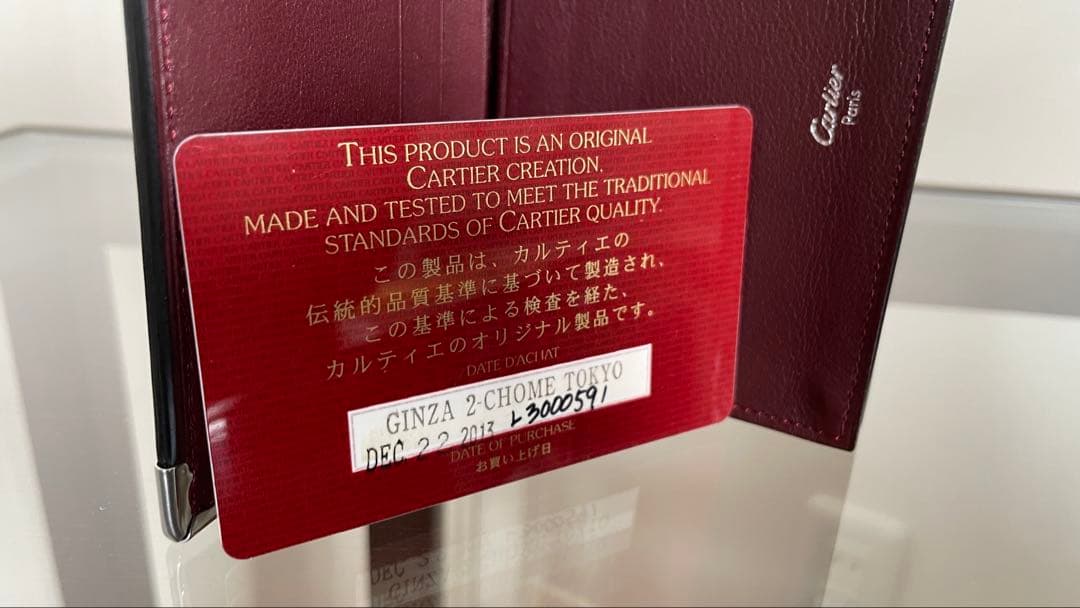 Cartier
Paris
THIS PRODUCT IS AN ORIGINAL
CARTIER CREATION,
MADE AND TESTED TO MEET THE TRADITIONAL
STANDARDS OF CARTIER QUALITY.
この製品は、カルティエの
伝統的品質基準に基づいて製造され、
この基準による検査を経た、
カルティエのオリジナル製品です。
DATE D'ACHAT
GINZA 2-CHOME TOKYO
DEC 22 2013 L3000591
DATE OF PURCHASE
お買い上げ日